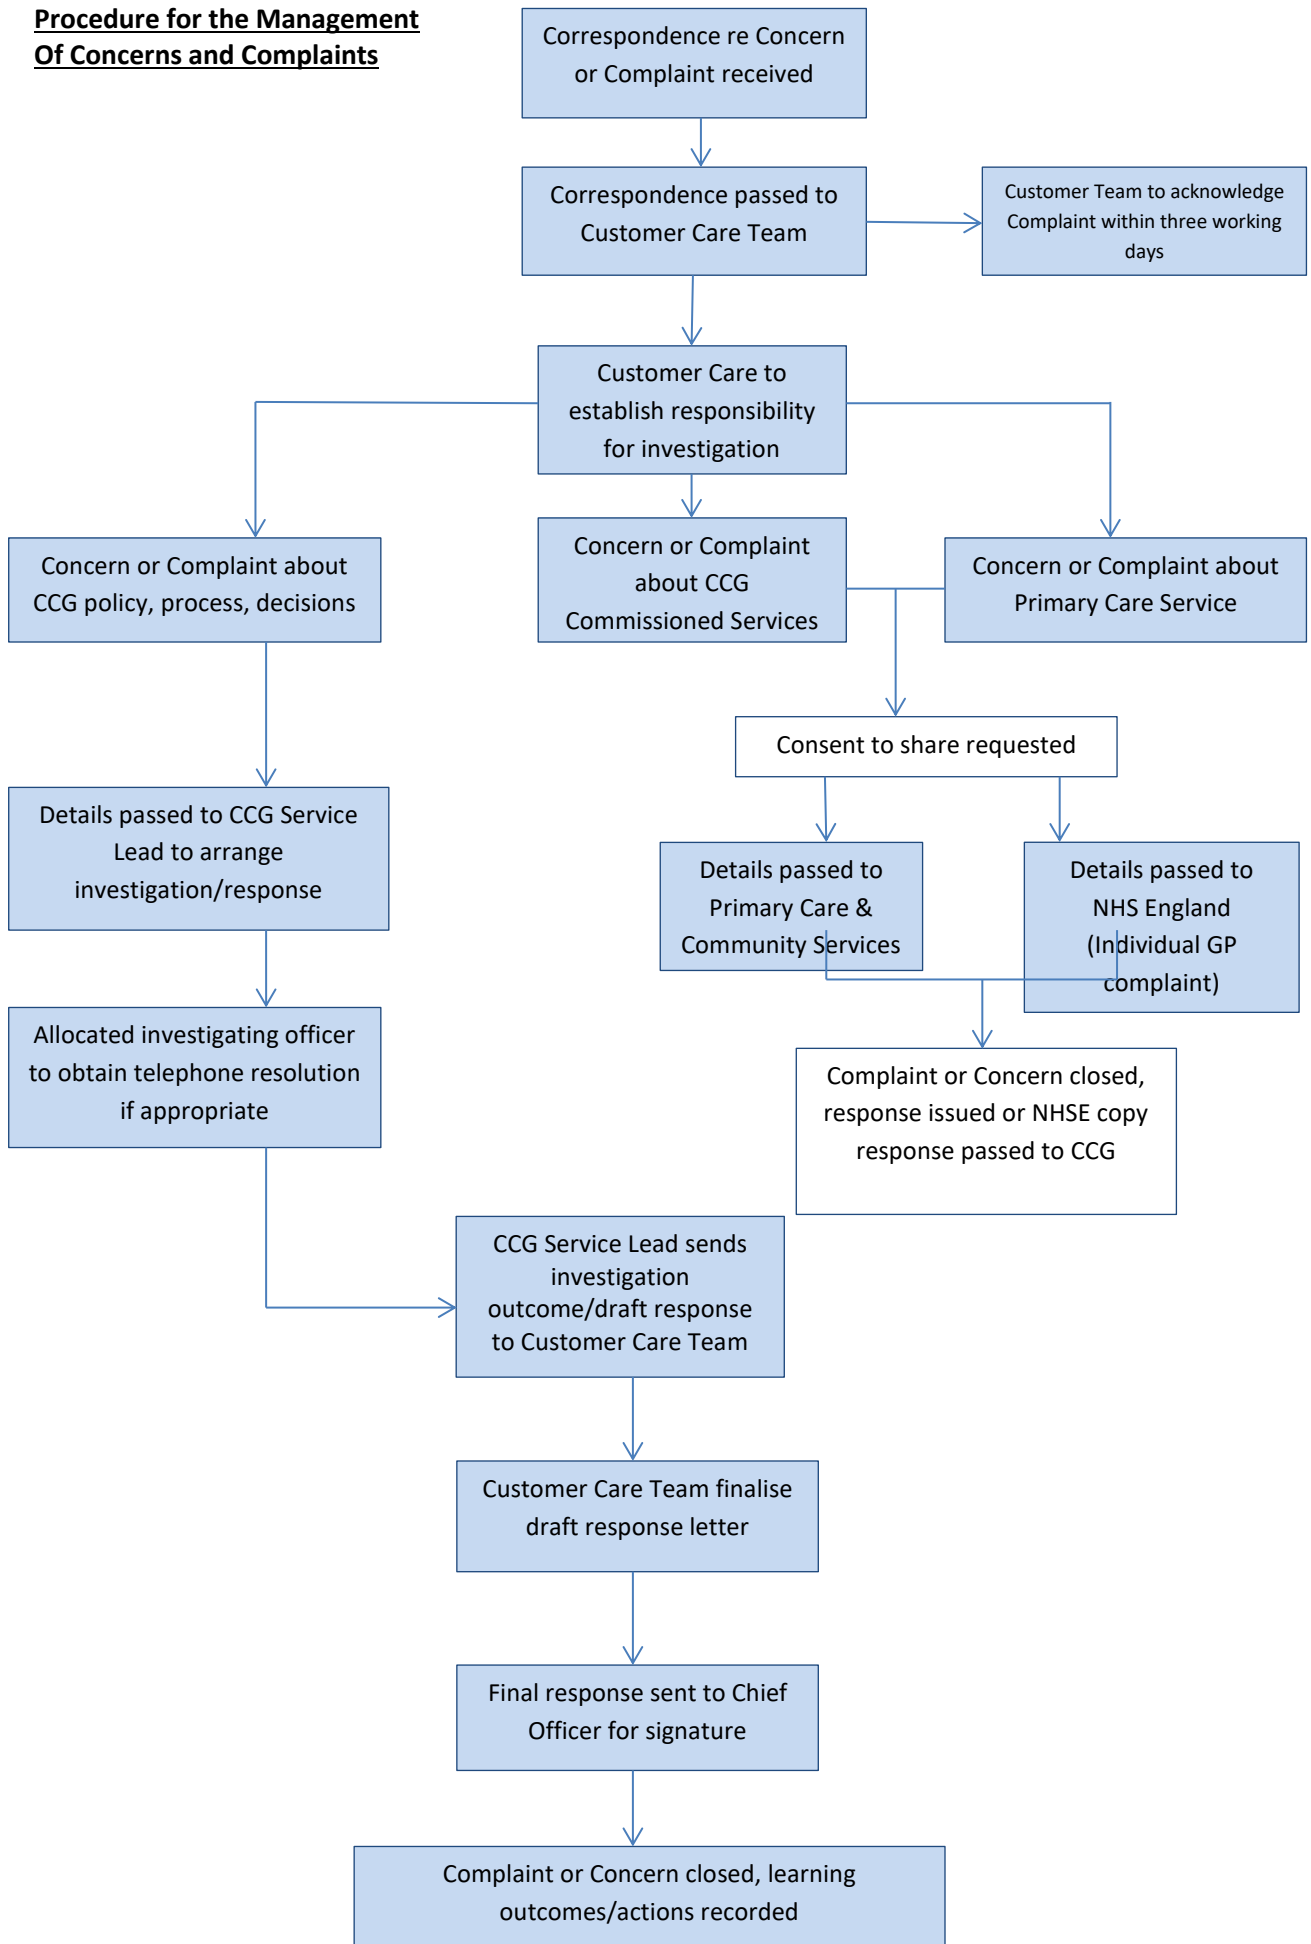 Procedure for the Management
Of Concerns and Complaints
Correspondence re Concern
or Complaint received
Correspondence passed to
Customer Care Team
Customer Team to acknowledge
Complaint within three working
days
Customer Care to
establish responsibility
for investigation
Concern or Complaint about
CCG policy, process, decisions
Concern or Complaint
about CCG
Commissioned Services
Concern or Complaint about
Primary Care Service
Consent to share requested
Details passed to CCG Service
Lead to arrange
investigation/response
Details passed to
Primary Care &
Community Services
Details passed to
NHS England
(Individual GP
complaint)
Allocated investigating officer
to obtain telephone resolution
if appropriate
Complaint or Concern closed,
response issued or NHSE copy
response passed to CCG
CCG Service Lead sends
investigation
outcome/draft response
to Customer Care Team
Customer Care Team finalise
draft response letter
Final response sent to Chief
Officer for signature
Complaint or Concern closed, learning
outcomes/actions recorded